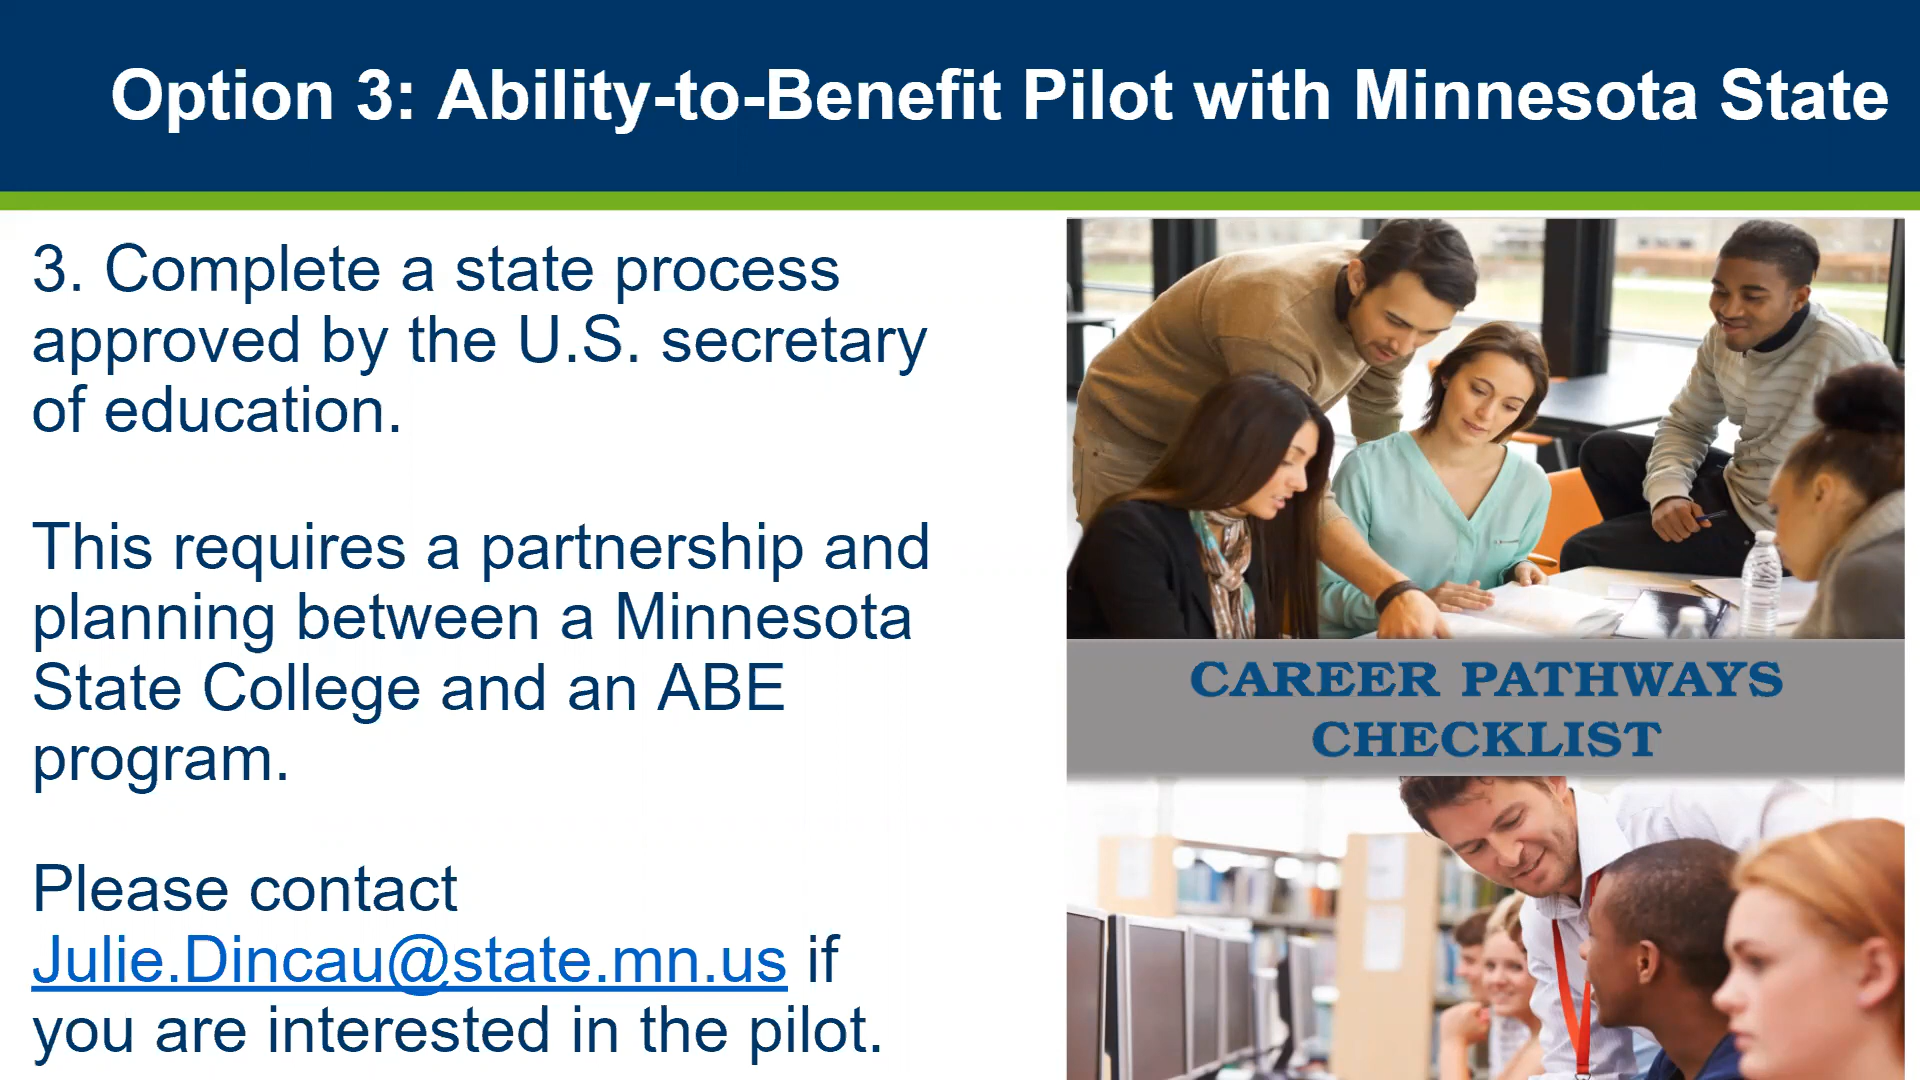 Option 3: Ability-to-Benefit Pilot with Minnesota State
3. Complete a state process
approved by the U.S. secretary
of education.
This requires a partnership and
planning between a Minnesota
State College and an ABE
program.
Please contact
Julie.Dincau@state.mn.us if
you are interested in the pilot.
CAREER PATHWAYS
CHECKLIST